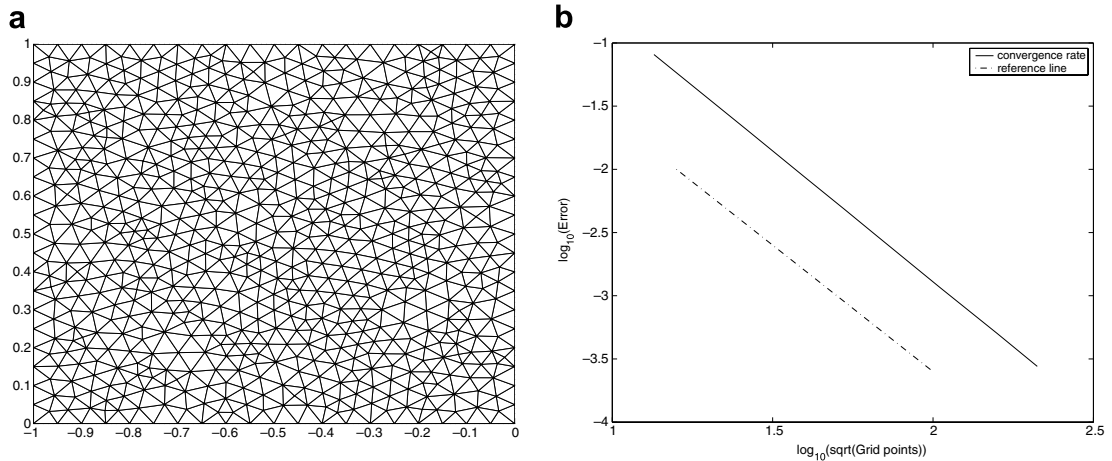 a
1
0.9
0.8
0.7
0.6
0.5
0.4
0.3
0.2
0.1
0
−1 −0.9 −0.8 −0.7 −0.6 −0.5 −0.4 −0.3 −0.2 −0.1 0
b
−1
−1.5
−2
−2.5
−3
−3.5
−4
log10(Error)
convergence rate
reference line
1 1.5 2 2.5
log10(sqrt(Grid points))